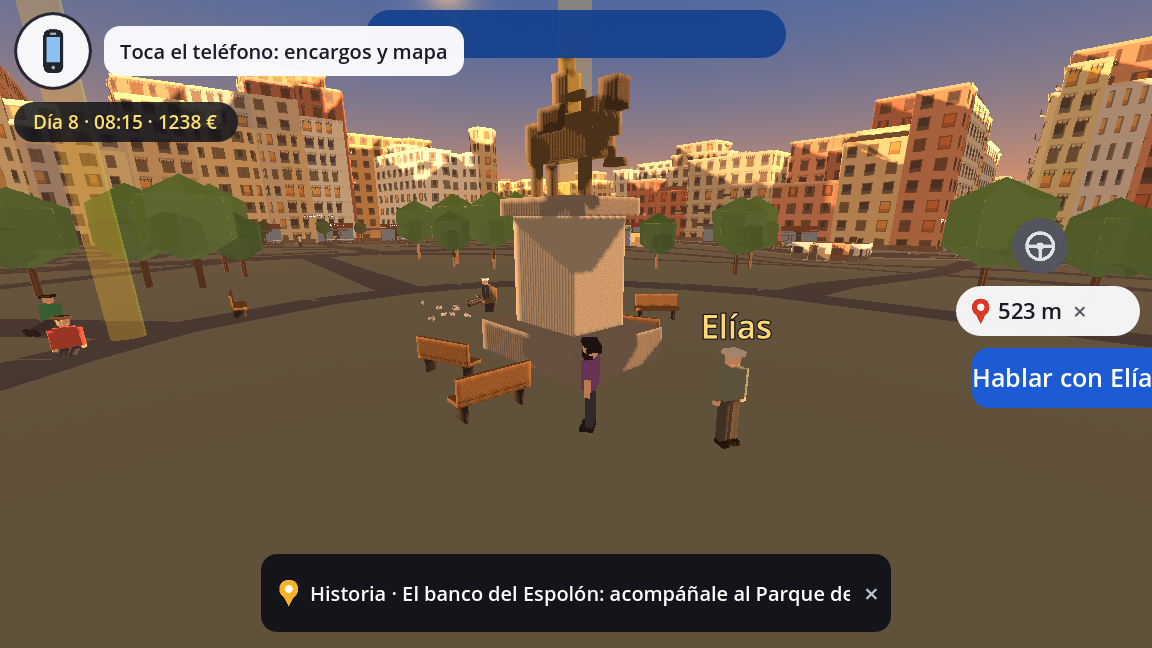 Toca el teléfono: encargos y mapa
Día 8 · 08:15 · 1238 €
Elías
523 m ×
Hablar con Elía
Historia · El banco del Espolón: acompáñale al Parque de ×